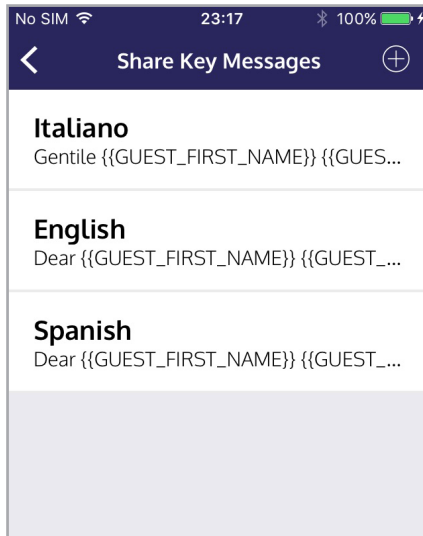 No SIM 23:17 100%
Share Key Messages
Italiano
Gentile {{GUEST_FIRST_NAME}} {{GUES...
English
Dear {{GUEST_FIRST_NAME}} {{GUEST_...
Spanish
Dear {{GUEST_FIRST_NAME}} {{GUEST_...